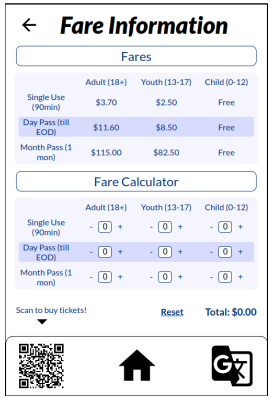 Fare Information
Fares
Adult (18+) Youth (13-17) Child (0-12)
Single Use
(90min) $3.70 $2.50 Free
Day Pass (till
EOD) $11.60 $8.50 Free
Month Pass (1
mon) $115.00 $82.50 Free
Fare Calculator
Adult (18+) Youth (13-17) Child (0-12)
Single Use
(90min) - 0 + - 0 + - 0 +
Day Pass (till
EOD) - 0 + - 0 + - 0 +
Month Pass (1
mon) - 0 + - 0 + - 0 +
Scan to buy tickets! Reset Total: $0.00
G文